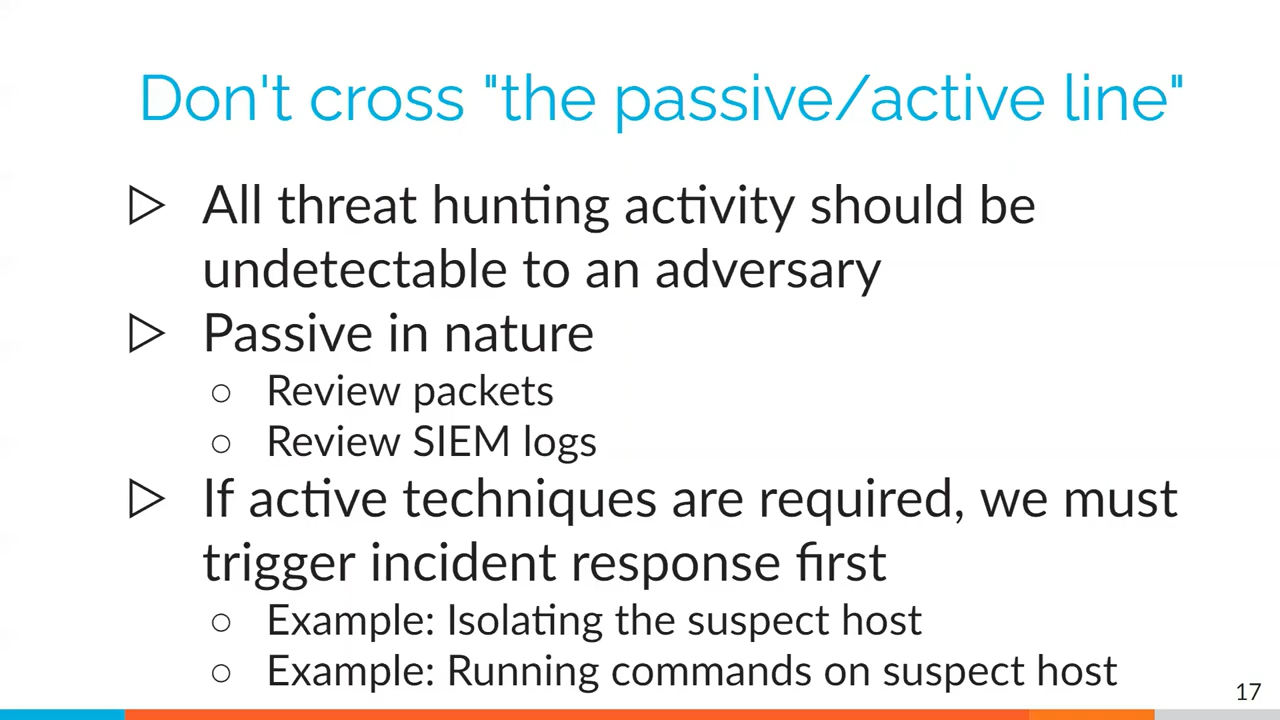 Don't cross "the passive/active line"
▷ All threat hunting activity should be
undetectable to an adversary
▷ Passive in nature
○ Review packets
○ Review SIEM logs
▷ If active techniques are required, we must
trigger incident response first
○ Example: Isolating the suspect host
○ Example: Running commands on suspect host
17